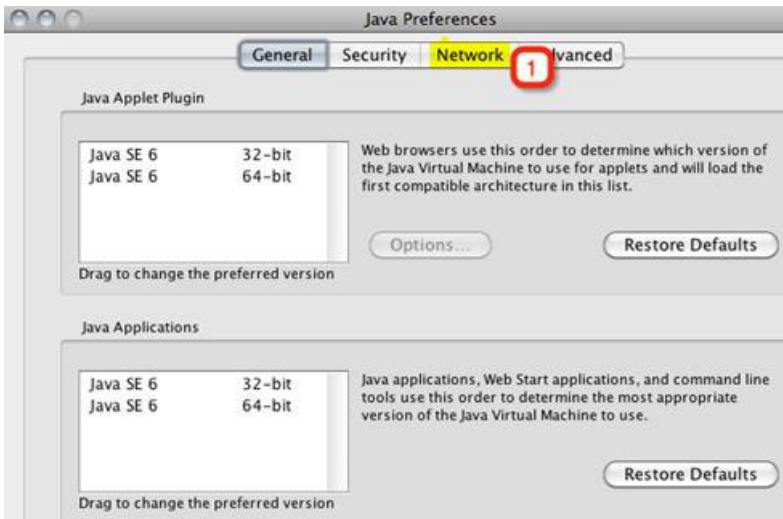 Java Preferences
General Security Network 1 dvanced
Java Applet Plugin
Java SE 6 32-bit
Java SE 6 64-bit
Web browsers use this order to determine which version of
the Java Virtual Machine to use for applets and will load the
first compatible architecture in this list.
Options...
Restore Defaults
Drag to change the preferred version
Java Applications
Java SE 6 32-bit
Java SE 6 64-bit
Java applications, Web Start applications, and command line
tools use this order to determine the most appropriate
version of the Java Virtual Machine to use.
Restore Defaults
Drag to change the preferred version